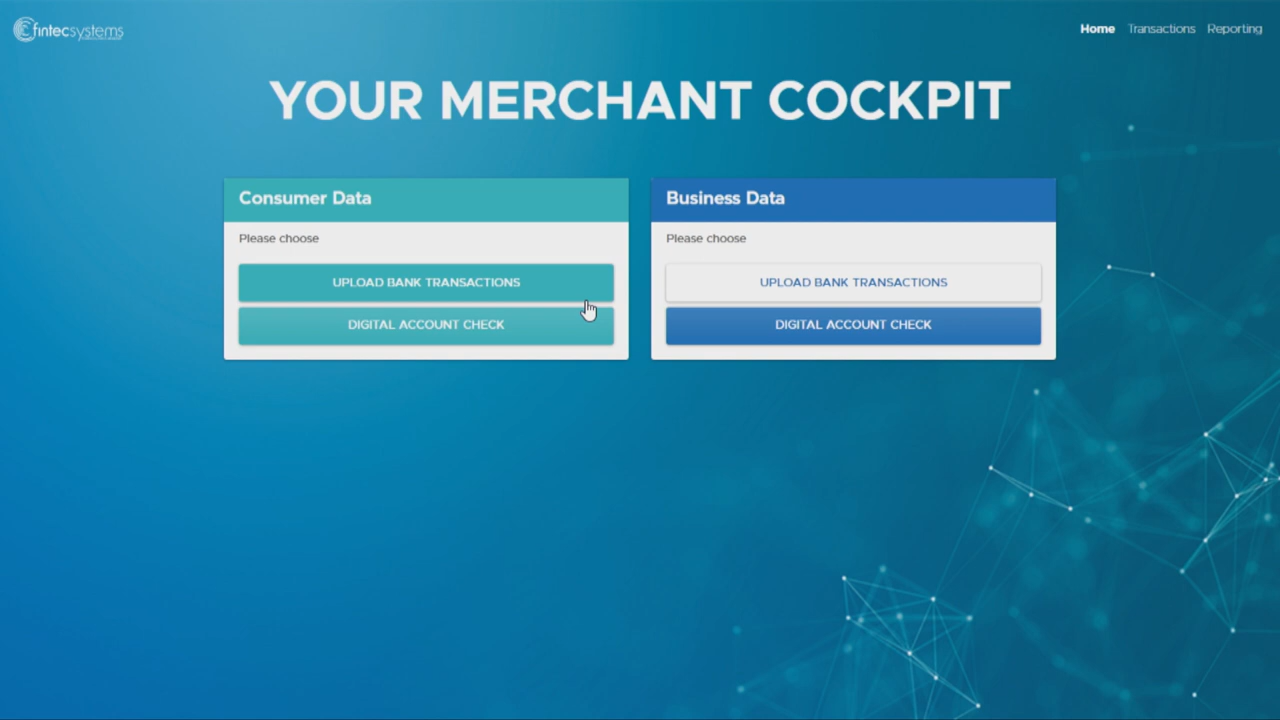 fintecsystems
Home Transactions Reporting
YOUR MERCHANT COCKPIT
Consumer Data
Please choose
UPLOAD BANK TRANSACTIONS
DIGITAL ACCOUNT CHECK
Business Data
Please choose
UPLOAD BANK TRANSACTIONS
DIGITAL ACCOUNT CHECK